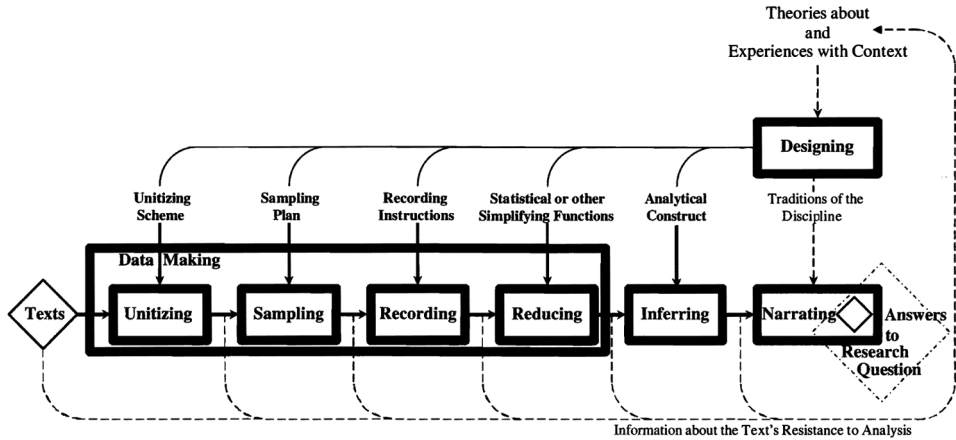 Theories about
and
Experiences with Context
Designing
Unitizing
Scheme
Sampling
Plan
Recording
Instructions
Statistical or other
Simplifying Functions
Analytical
Construct
Traditions of the
Discipline
Data Making
Texts
Unitizing
Sampling
Recording
Reducing
Inferring
Narrating
Answers
to
Research
Question
Information about the Text's Resistance to Analysis